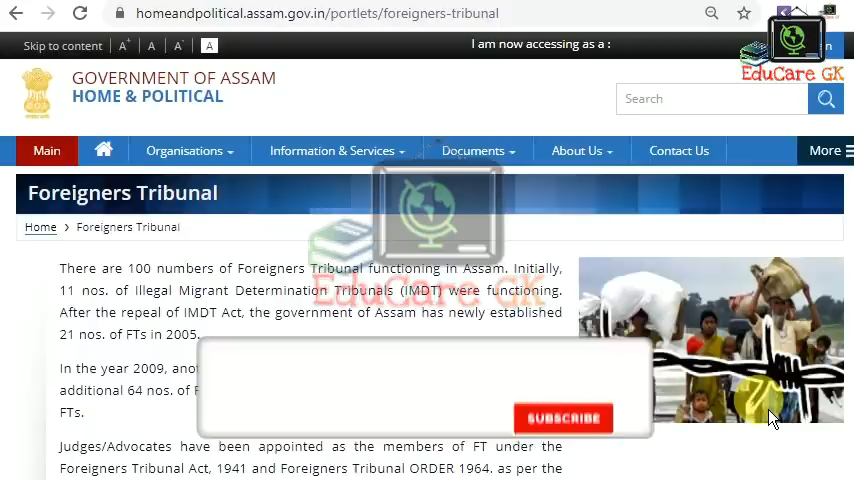 homeandpolitical.assam.gov.in/portlets/foreigners-tribunal
Skip to content A+ A A- A
I am now accessing as a :
EduCare GK
GOVERNMENT OF ASSAM
HOME & POLITICAL
Search
Main Organisations Information & Services Documents About Us Contact Us More
Foreigners Tribunal
Home > Foreigners Tribunal
EduCare GK
There are 100 numbers of Foreigners Tribunal functioning in Assam. Initially,
11 nos. of Illegal Migrant Determination Tribunals (IMDT) were functioning.
After the repeal of IMDT Act, the government of Assam has newly established
21 nos. of FTs in 2005.
In the year 2009,
additional 64 nos. of
FTs.
SUBSCRIBE
Judges/Advocates have been appointed as the members of FT under the
Foreigners Tribunal Act, 1941 and Foreigners Tribunal ORDER 1964. as per the